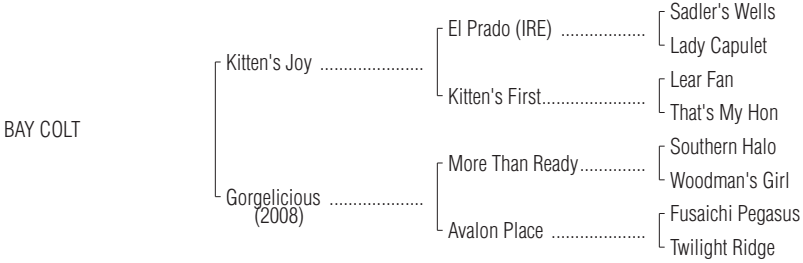 Sadler's Wells
El Prado (IRE) ..................
Lady Capulet
Kitten's Joy ......................
Lear Fan
Kitten's First......................
That's My Hon
BAY COLT
Southern Halo
More Than Ready..............
Woodman's Girl
Gorgelicious ....................
(2008)
Fusaichi Pegasus
Avalon Place ....................
Twilight Ridge